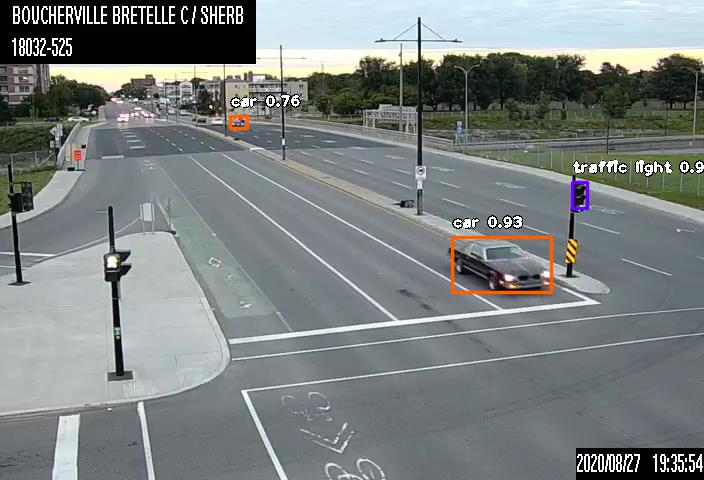 BOUCHERVILLE BRETELLE C / SHERB
18032-525
car 0.76
traffic light 0.9
car 0.93
2020/08/27 19:35:54